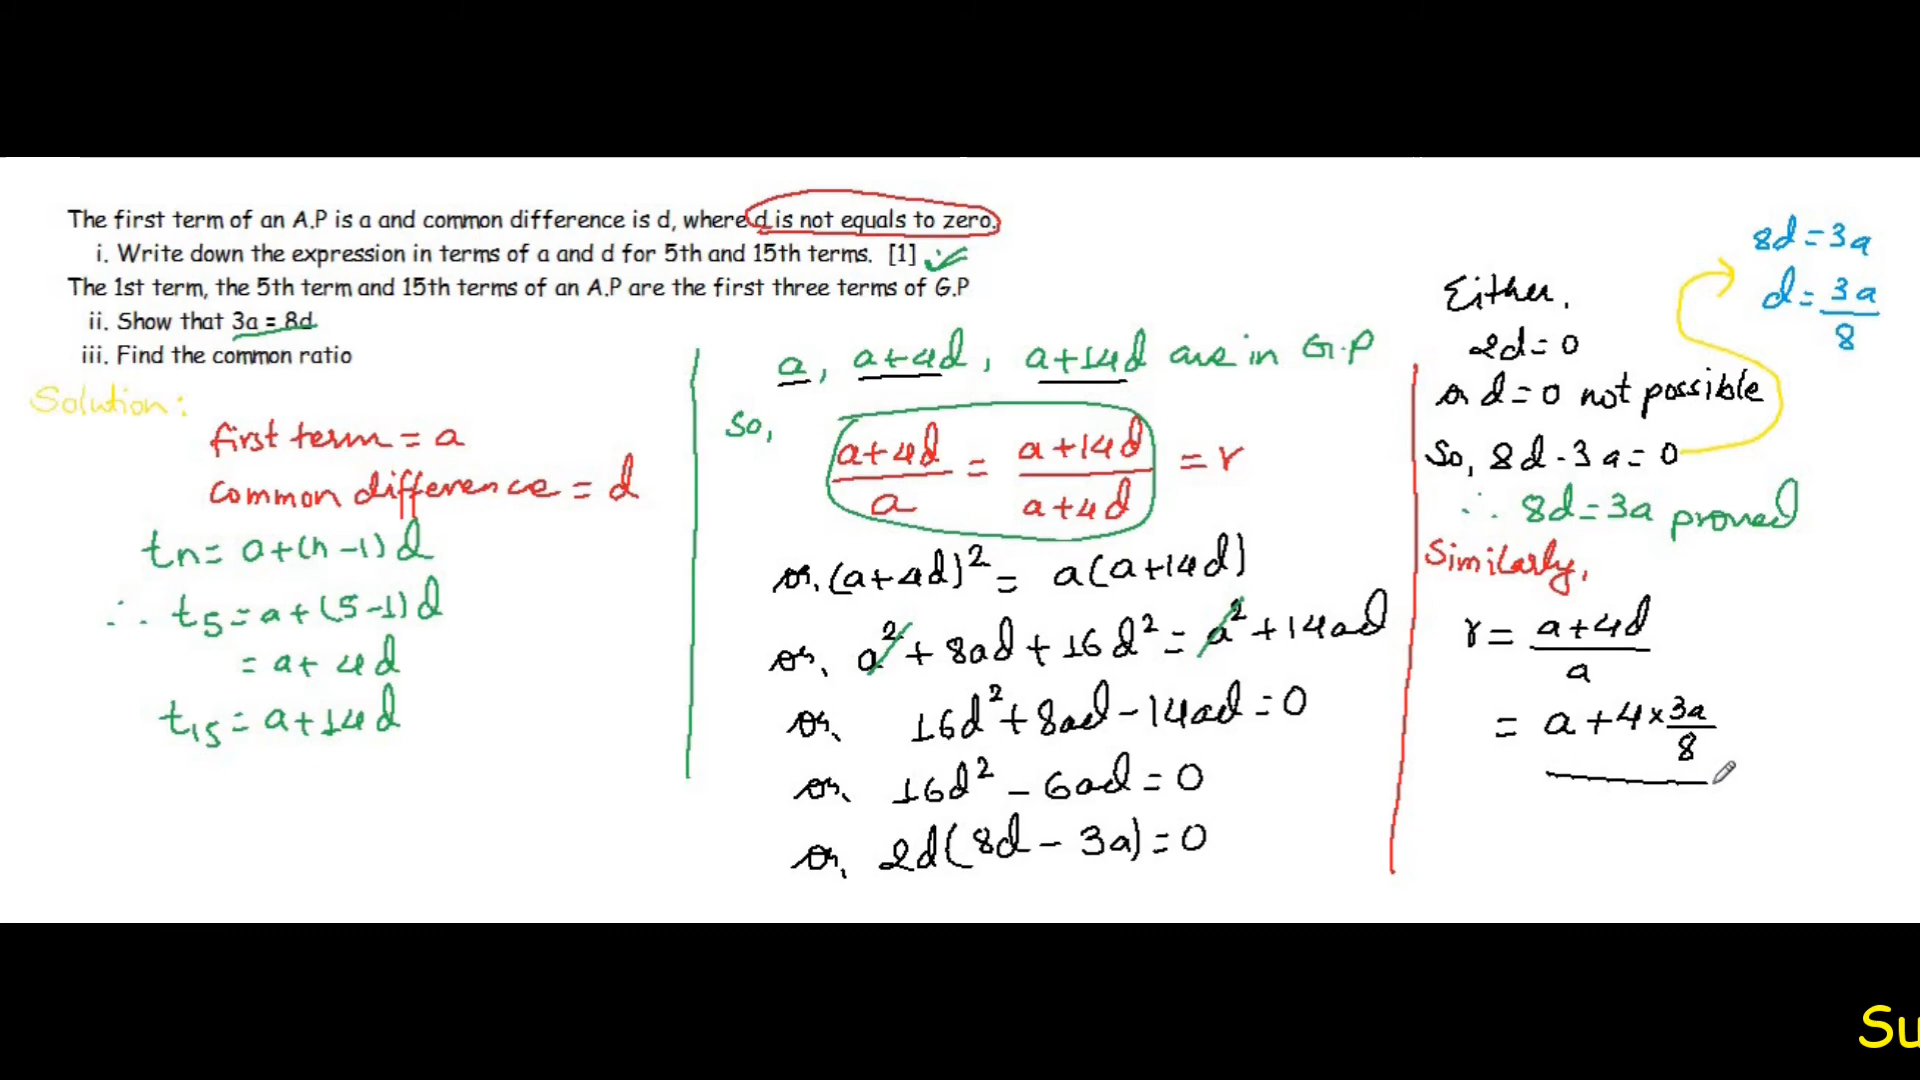 The first term of an A.P is a and common difference is d, where d is not equals to zero.
i. Write down the expression in terms of a and d for 5th and 15th terms. [1]
The 1st term, the 5th term and 15th terms of an A.P are the first three terms of G.P
ii. Show that 3a = 8d
iii. Find the common ratio
Solution:
first term = a
common difference = d
tn = a+(n-1)d
∴ t5 = a+(5-1)d
= a+4d
t15 = a+14d
a, a+4d, a+14d are in G.P
So,
(a+4d)/a = (a+14d)/(a+4d) = r
or, (a+4d)² = a(a+14d)
or, a² + 8ad + 16d² = a² + 14ad
or, 16d² + 8ad - 14ad = 0
or, 16d² - 6ad = 0
or, 2d(8d - 3a) = 0
Either,
2d = 0
or d = 0 not possible
So, 8d - 3a = 0
∴ 8d = 3a proved
8d = 3a
d = 3a/8
Similarly,
r = (a+4d)/a
= a+4×3a/8
Su